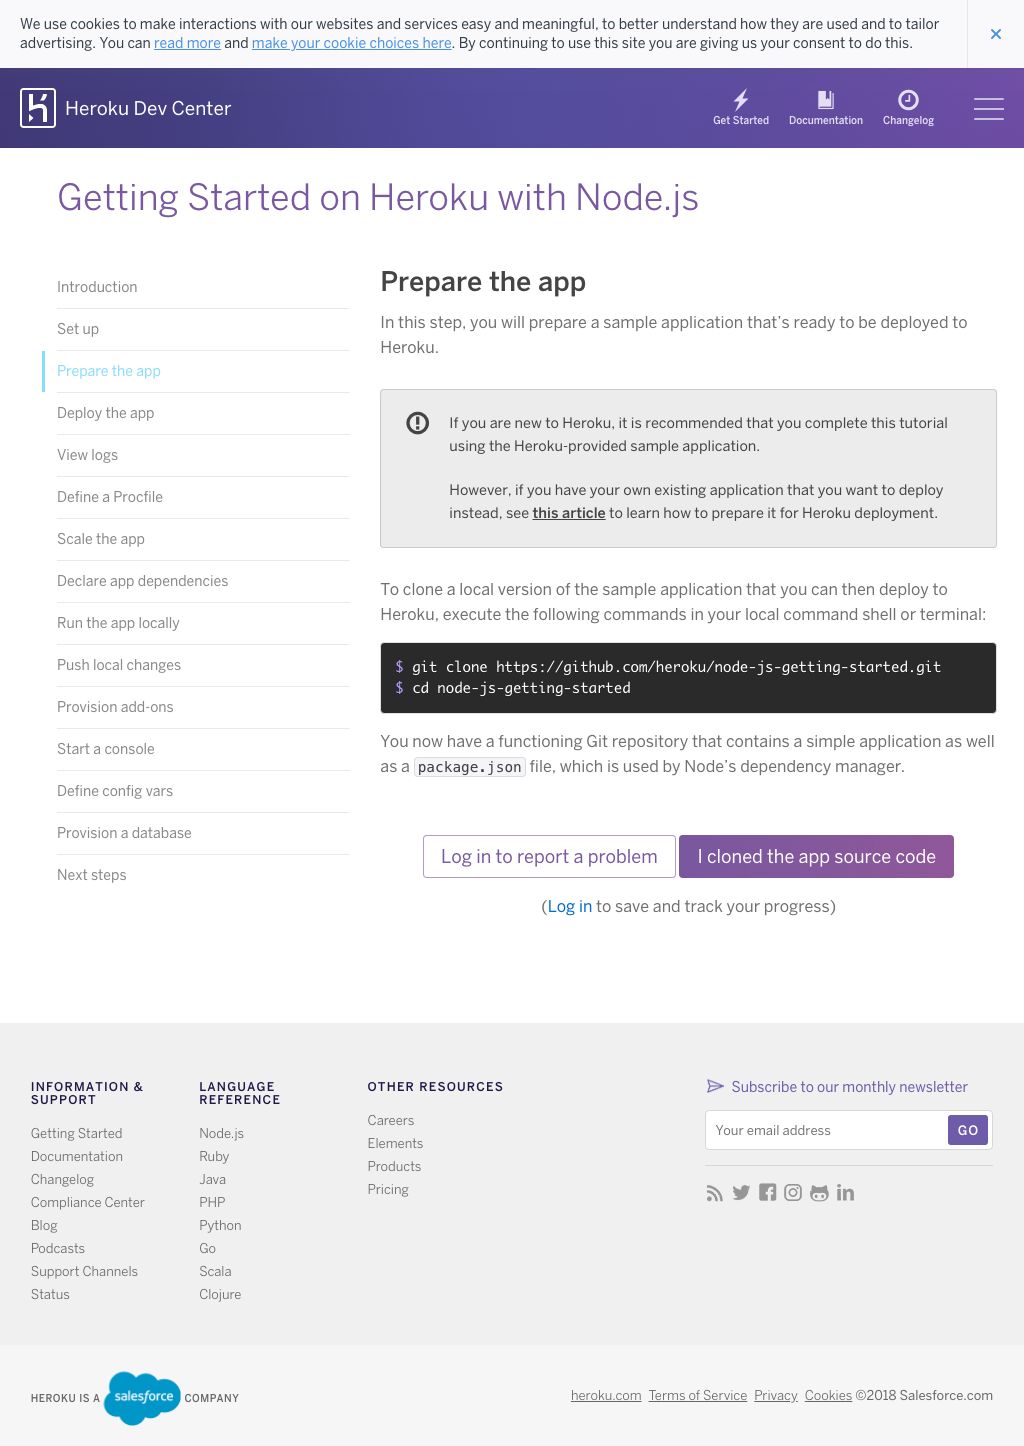 We use cookies to make interactions with our websites and services easy and meaningful, to better understand how they are used and to tailor
advertising. You can read more and make your cookie choices here. By continuing to use this site you are giving us your consent to do this.
Heroku Dev Center
Get Started
Documentation
Changelog
Getting Started on Heroku with Node.js
Introduction
Set up
Prepare the app
Deploy the app
View logs
Define a Procfile
Scale the app
Declare app dependencies
Run the app locally
Push local changes
Provision add-ons
Start a console
Define config vars
Provision a database
Next steps
Prepare the app
In this step, you will prepare a sample application that's ready to be deployed to
Heroku.
If you are new to Heroku, it is recommended that you complete this tutorial
using the Heroku-provided sample application.
However, if you have your own existing application that you want to deploy
instead, see this article to learn how to prepare it for Heroku deployment.
To clone a local version of the sample application that you can then deploy to
Heroku, execute the following commands in your local command shell or terminal:
$ git clone https://github.com/heroku/node-js-getting-started.git
$ cd node-js-getting-started
You now have a functioning Git repository that contains a simple application as well
as a package.json file, which is used by Node's dependency manager.
Log in to report a problem
I cloned the app source code
(Log in to save and track your progress)
INFORMATION &
SUPPORT
Getting Started
Documentation
Changelog
Compliance Center
Blog
Podcasts
Support Channels
Status
LANGUAGE
REFERENCE
Node.js
Ruby
Java
PHP
Python
Go
Scala
Clojure
OTHER RESOURCES
Careers
Elements
Products
Pricing
Subscribe to our monthly newsletter
Your email address
GO
HEROKU IS A salesforce COMPANY
heroku.com Terms of Service Privacy Cookies ©2018 Salesforce.com